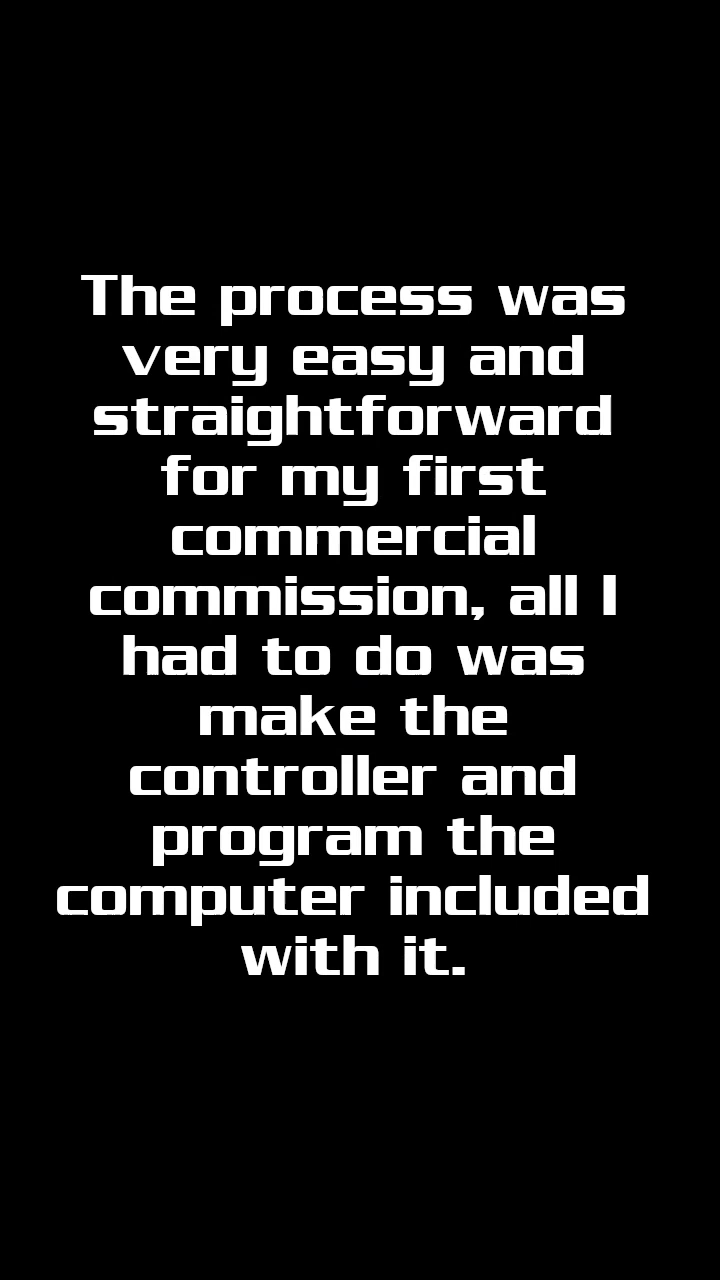 The process was
very easy and
straightforward
for my first
commercial
commission, all I
had to do was
make the
controller and
program the
computer included
with it.